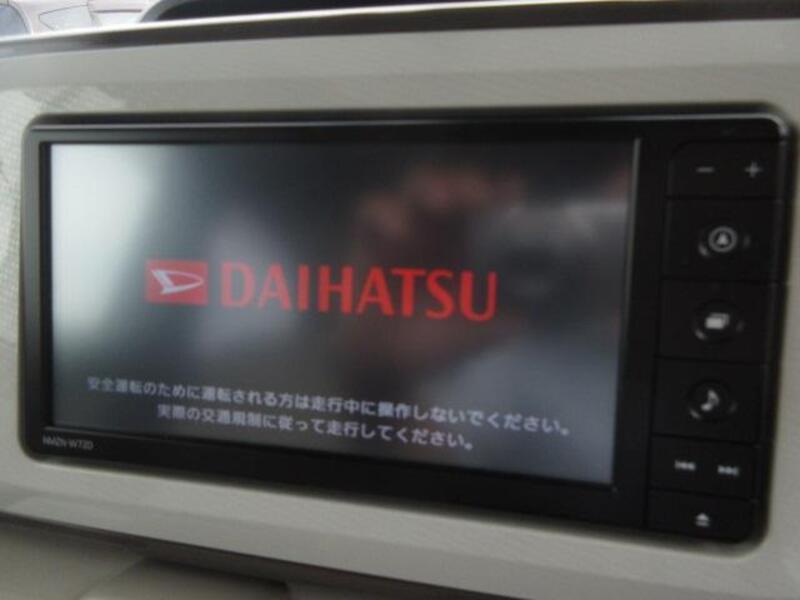 DAIHATSU
安全運転のために運転される方は走行中に操作しないでください。
実際の交通規制に従って走行してください。
NMZN-W72D